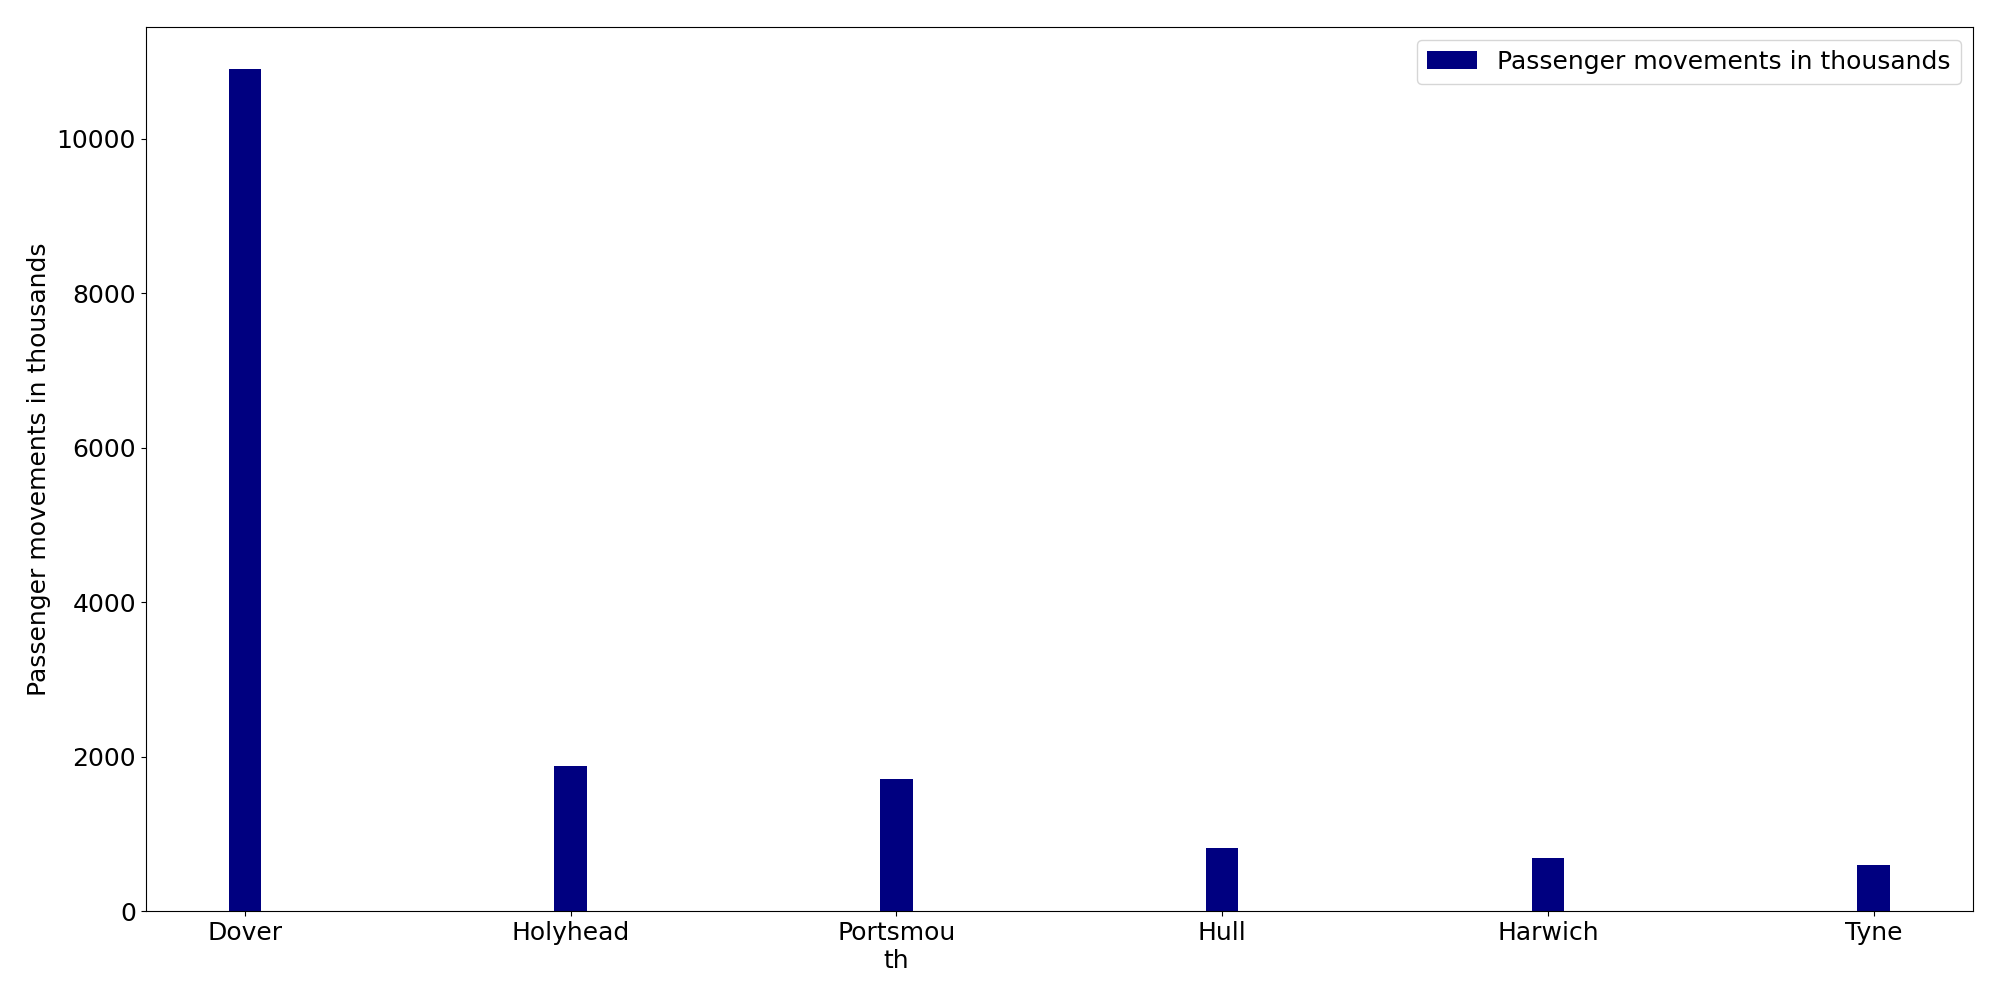 Passenger movements in thousands
Passenger movements in thousands
10000
8000
6000
4000
2000
0
Dover
Holyhead
Portsmou
th
Hull
Harwich
Tyne